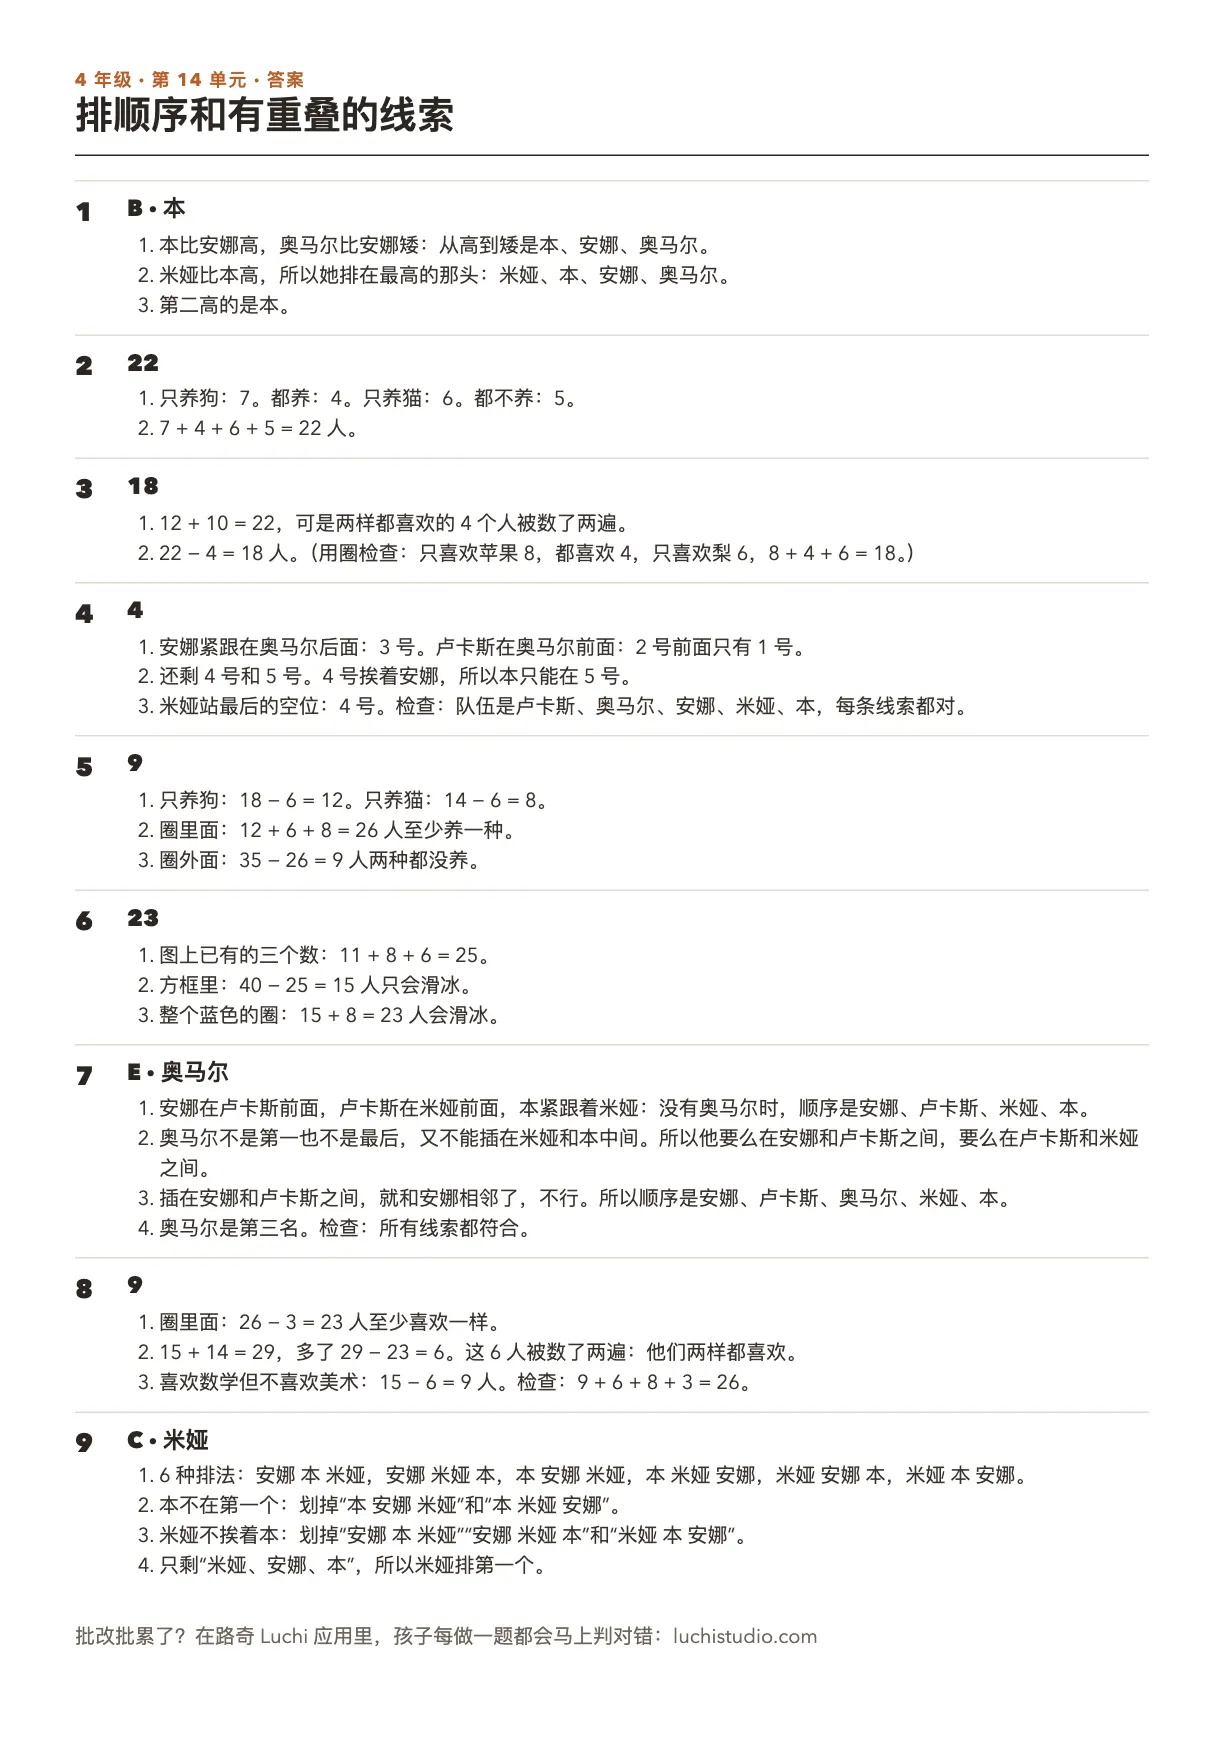 4 年级 · 第 14 单元 · 答案
排顺序和有重叠的线索
1 B · 本
1. 本比安娜高，奥马尔比安娜矮：从高到矮是本、安娜、奥马尔。
2. 米娅比本高，所以她排在最高的那头：米娅、本、安娜、奥马尔。
3. 第二高的是本。
2 22
1. 只养狗：7。都养：4。只养猫：6。都不养：5。
2. 7 + 4 + 6 + 5 = 22 人。
3 18
1. 12 + 10 = 22，可是两样都喜欢的 4 个人被数了两遍。
2. 22 − 4 = 18 人。（用圈检查：只喜欢苹果 8，都喜欢 4，只喜欢梨 6，8 + 4 + 6 = 18。）
4 4
1. 安娜紧跟在奥马尔后面：3 号。卢卡斯在奥马尔前面：2 号前面只有 1 号。
2. 还剩 4 号和 5 号。4 号挨着安娜，所以本只能在 5 号。
3. 米娅站最后的空位：4 号。检查：队伍是卢卡斯、奥马尔、安娜、米娅、本，每条线索都对。
5 9
1. 只养狗：18 − 6 = 12。只养猫：14 − 6 = 8。
2. 圈里面：12 + 6 + 8 = 26 人至少养一种。
3. 圈外面：35 − 26 = 9 人两种都没养。
6 23
1. 图上已有的三个数：11 + 8 + 6 = 25。
2. 方框里：40 − 25 = 15 人只会滑冰。
3. 整个蓝色的圈：15 + 8 = 23 人会滑冰。
7 E · 奥马尔
1. 安娜在卢卡斯前面，卢卡斯在米娅前面，本紧跟着米娅：没有奥马尔时，顺序是安娜、卢卡斯、米娅、本。
2. 奥马尔不是第一也不是最后，又不能插在米娅和本中间。所以他要么在安娜和卢卡斯之间，要么在卢卡斯和米娅
之间。
3. 插在安娜和卢卡斯之间，就和安娜相邻了，不行。所以顺序是安娜、卢卡斯、奥马尔、米娅、本。
4. 奥马尔是第三名。检查：所有线索都符合。
8 9
1. 圈里面：26 − 3 = 23 人至少喜欢一样。
2. 15 + 14 = 29，多了 29 − 23 = 6。这 6 人被数了两遍：他们两样都喜欢。
3. 喜欢数学但不喜欢美术：15 − 6 = 9 人。检查：9 + 6 + 8 + 3 = 26。
9 C · 米娅
1. 6 种排法：安娜 本 米娅，安娜 米娅 本，本 安娜 米娅，本 米娅 安娜，米娅 安娜 本，米娅 本 安娜。
2. 本不在第一个：划掉“本 安娜 米娅”和“本 米娅 安娜”。
3. 米娅不挨着本：划掉“安娜 本 米娅”“安娜 米娅 本”和“米娅 本 安娜”。
4. 只剩“米娅、安娜、本”，所以米娅排第一个。
批改批累了？在路奇 Luchi 应用里，孩子每做一题都会马上判对错：luchistudio.com